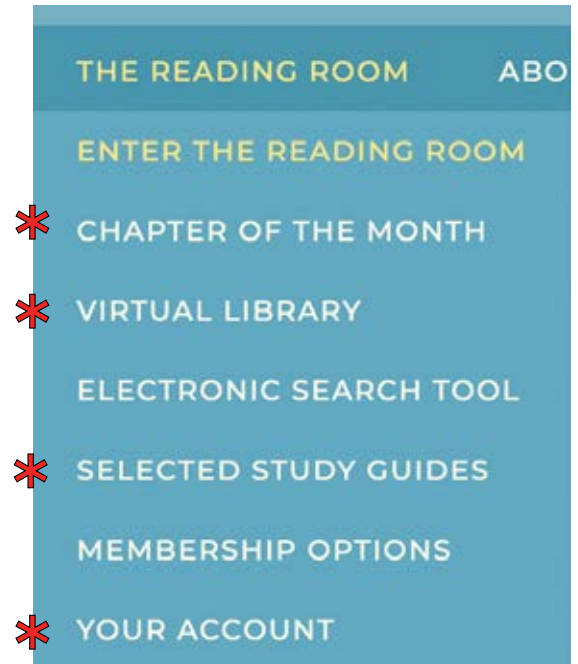 THE READING ROOM ABO
ENTER THE READING ROOM
* CHAPTER OF THE MONTH
* VIRTUAL LIBRARY
ELECTRONIC SEARCH TOOL
* SELECTED STUDY GUIDES
MEMBERSHIP OPTIONS
* YOUR ACCOUNT